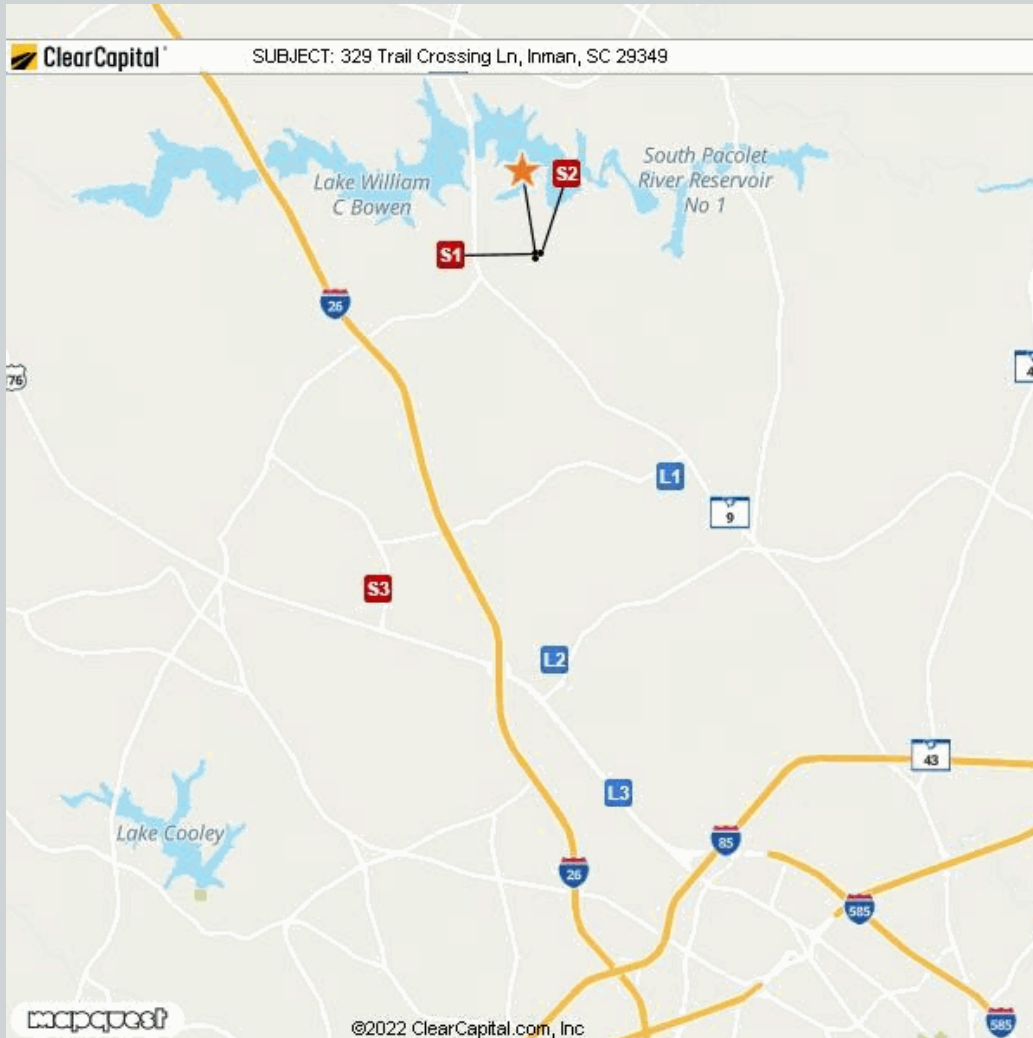 ClearCapital
SUBJECT: 329 Trail Crossing Ln, Inman, SC 29349
Lake William
C Bowen
S2
South Pacolet
River Reservoir
No 1
S1
26
76
4
L1
9
S3
L2
43
L3
Lake Cooley
85
26
585
mapquest
©2022 ClearCapital.com, Inc
585